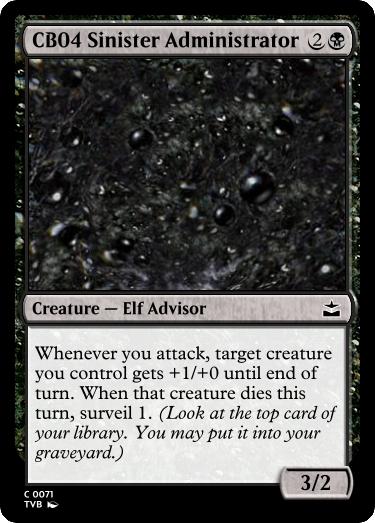 CB04 Sinister Administrator 2
Creature — Elf Advisor
Whenever you attack, target creature
you control gets +1/+0 until end of
turn. When that creature dies this
turn, surveil 1. (Look at the top card of
your library. You may put it into your
graveyard.)
3/2
C 0071
TVB